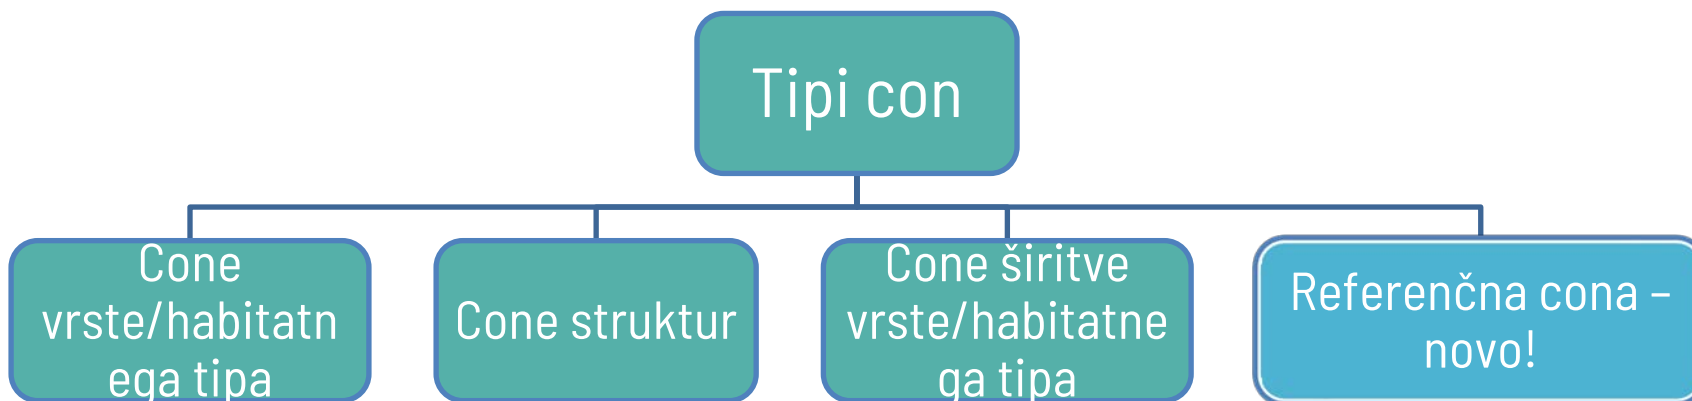 Tipi con
Cone
vrste/habitatn
ega tipa
Cone struktur
Cone širitve
vrste/habitatne
ga tipa
Referenčna cona –
novo!